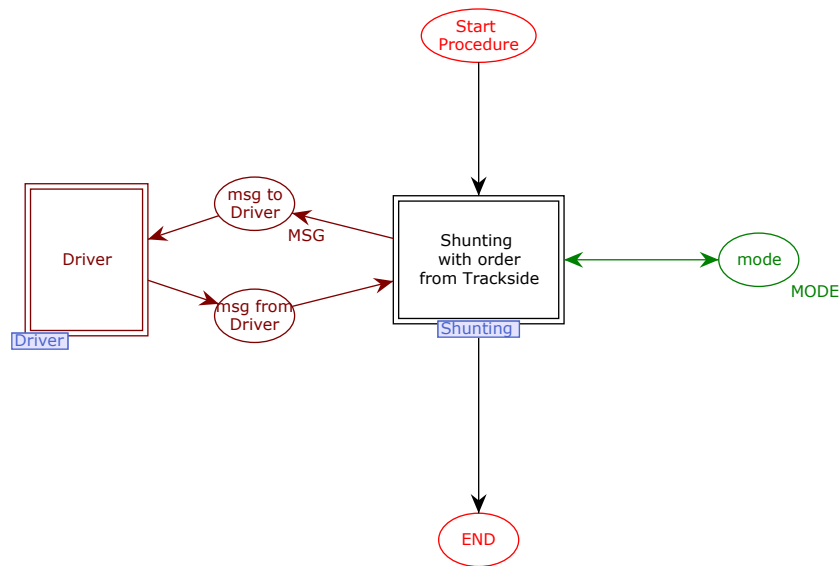 Start
Procedure
msg to
Driver
MSG
Driver
Shunting
with order
from Trackside
mode
MODE
msg from
Driver
Driver
Shunting
END